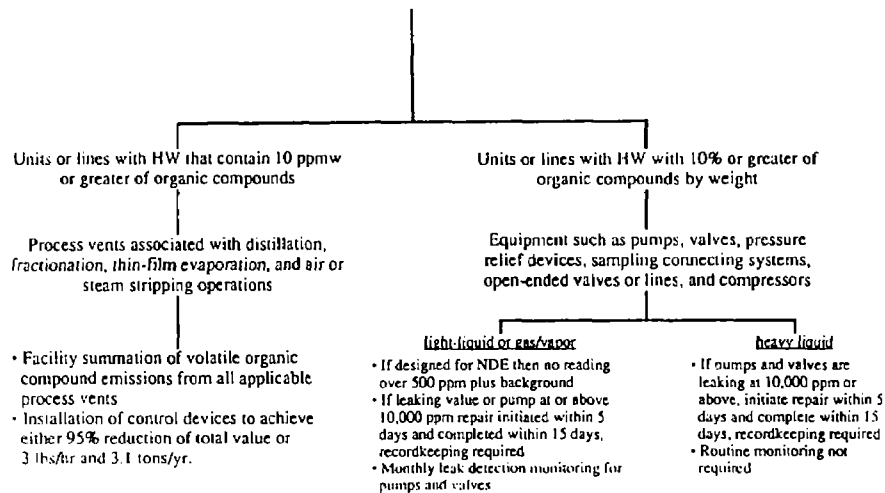 Units or lines with HW that contain 10 ppmw
or greater of organic compounds
Process vents associated with distillation,
fractionation, thin-film evaporation, and air or
steam stripping operations
• Facility summation of volatile organic
compound emissions from all applicable
process vents
• Installation of control devices to achieve
either 95% reduction of total value or
3 lbs/hr and 3.1 tons/yr.
Units or lines with HW with 10% or greater of
organic compounds by weight
Equipment such as pumps, valves, pressure
relief devices, sampling connecting systems,
open-ended valves or lines, and compressors
light-liquid or gas/vapor
• If designed for NDE then no reading
over 500 ppm plus background
• If leaking value or pump at or above
10,000 ppm repair initiated within 5
days and completed within 15 days,
recordkeeping required
• Monthly leak detection monitoring for
pumps and valves
heavy liquid
• If pumps and valves are
leaking at 10,000 ppm or
above, initiate repair within 5
days and complete within 15
days, recordkeeping required
• Routine monitoring not
required